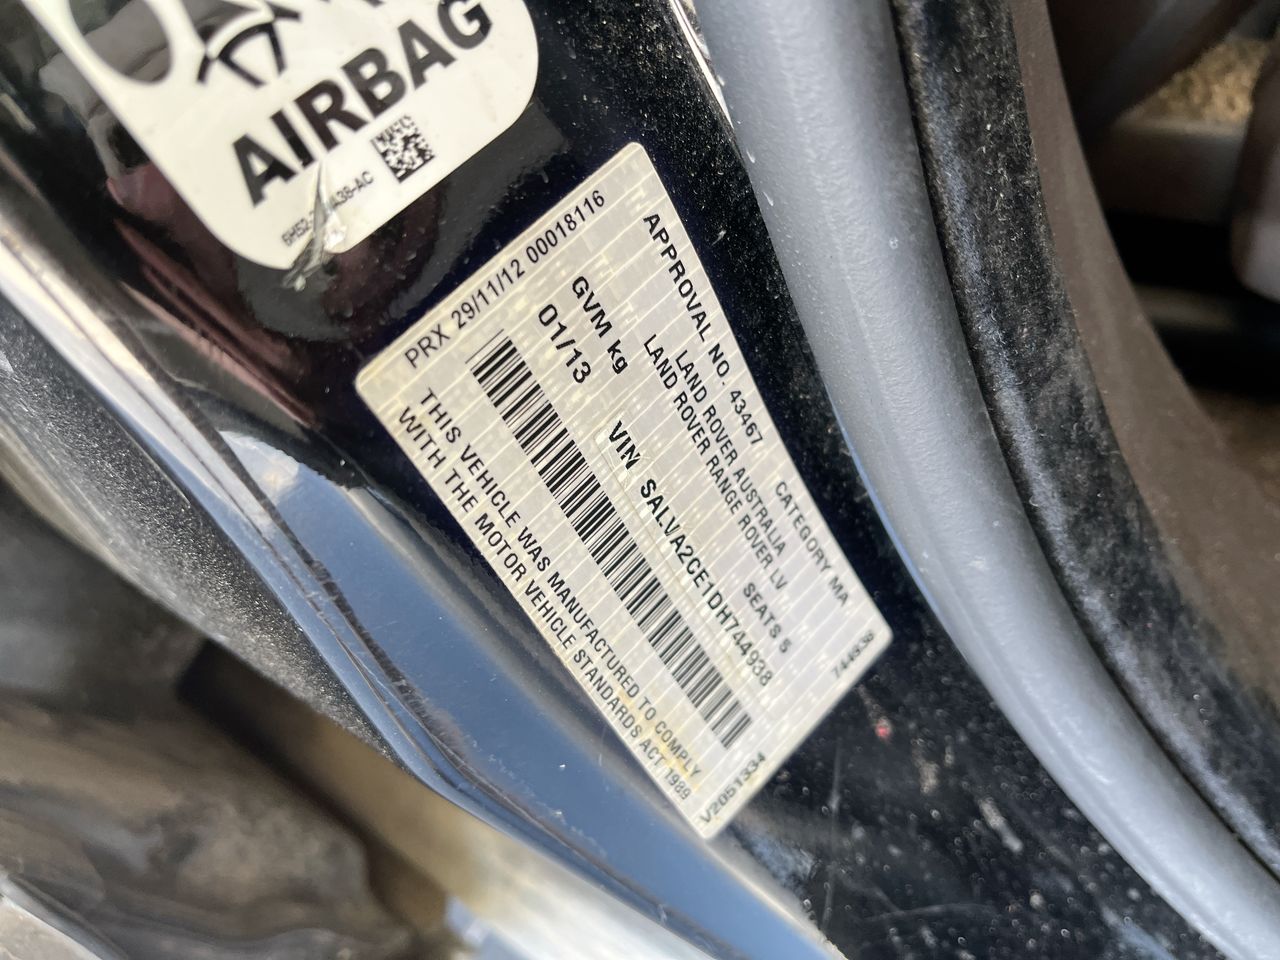 AIRBAG
PRX 29/11/12 00018116
APPROVAL NO. 43467 CATEGORY MA
LAND ROVER AUSTRALIA
LAND ROVER RANGE ROVER LV SEATS 5
GVM kg
01/13 VIN SALVA2CE1DH744938
744938
THIS VEHICLE WAS MANUFACTURED TO COMPLY
WITH THE MOTOR VEHICLE STANDARDS ACT 1989
V2051334